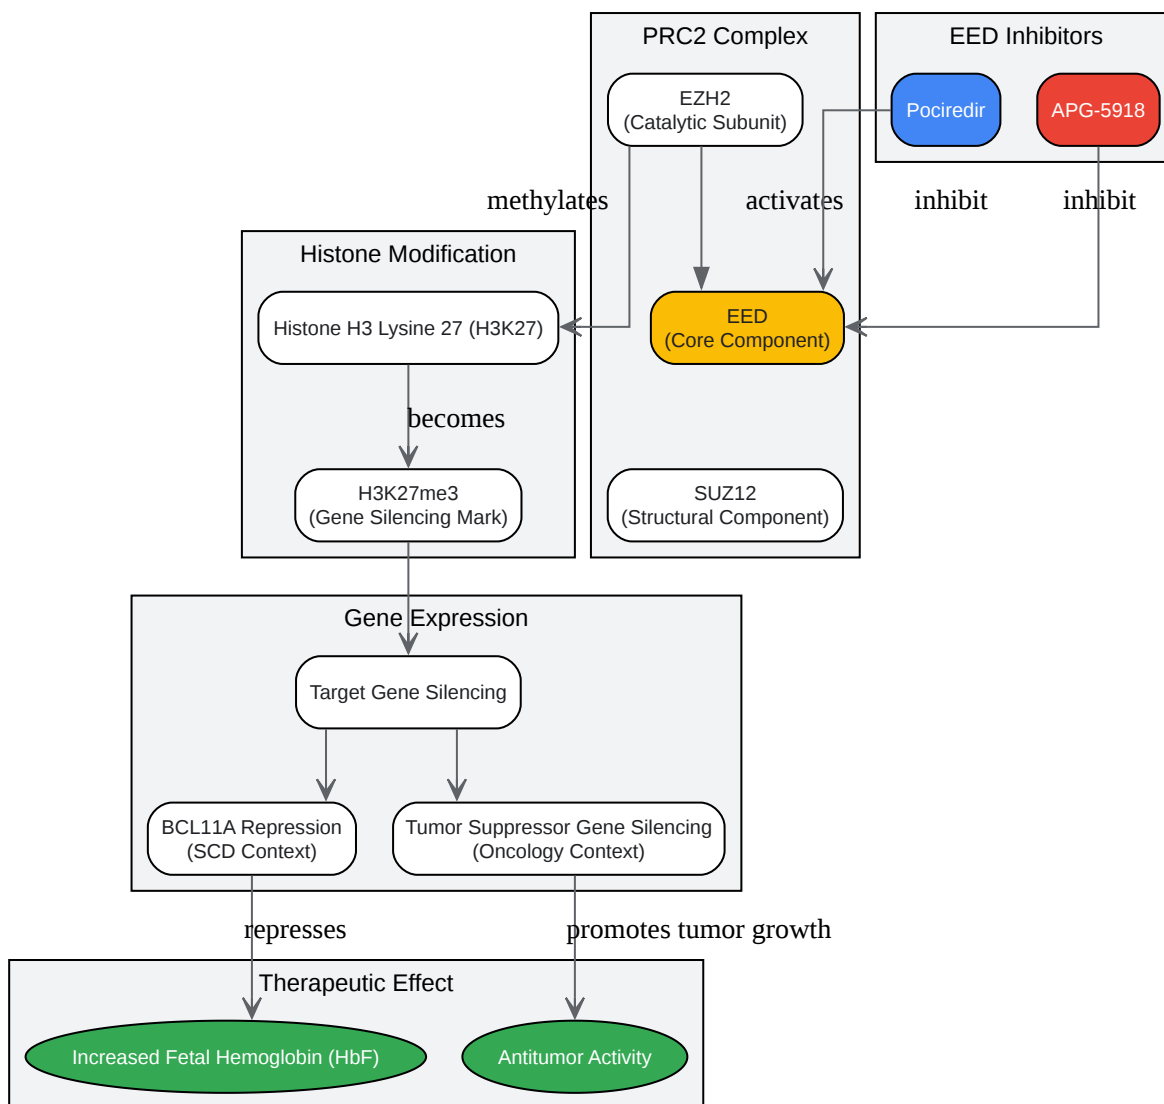 PRC2 Complex
EED Inhibitors
EZH2
(Catalytic Subunit)
Pociredir
APG-5918
methylates
activates
inhibit
inhibit
Histone Modification
Histone H3 Lysine 27 (H3K27)
EED
(Core Component)
becomes
H3K27me3
(Gene Silencing Mark)
SUZ12
(Structural Component)
Gene Expression
Target Gene Silencing
BCL11A Repression
(SCD Context)
Tumor Suppressor Gene Silencing
(Oncology Context)
represses
promotes tumor growth
Therapeutic Effect
Increased Fetal Hemoglobin (HbF)
Antitumor Activity